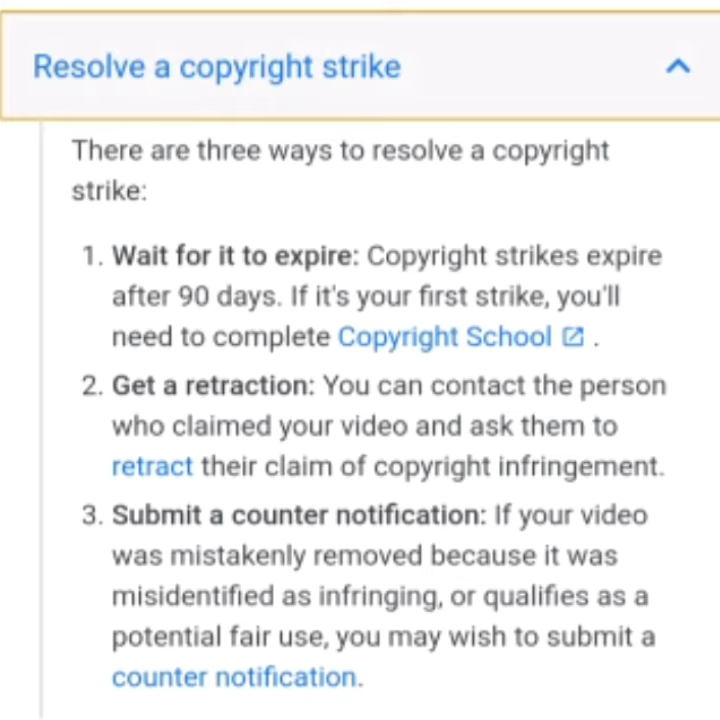 Resolve a copyright strike
There are three ways to resolve a copyright
strike:
1. Wait for it to expire: Copyright strikes expire
after 90 days. If it's your first strike, you'll
need to complete Copyright School .
2. Get a retraction: You can contact the person
who claimed your video and ask them to
retract their claim of copyright infringement.
3. Submit a counter notification: If your video
was mistakenly removed because it was
misidentified as infringing, or qualifies as a
potential fair use, you may wish to submit a
counter notification.